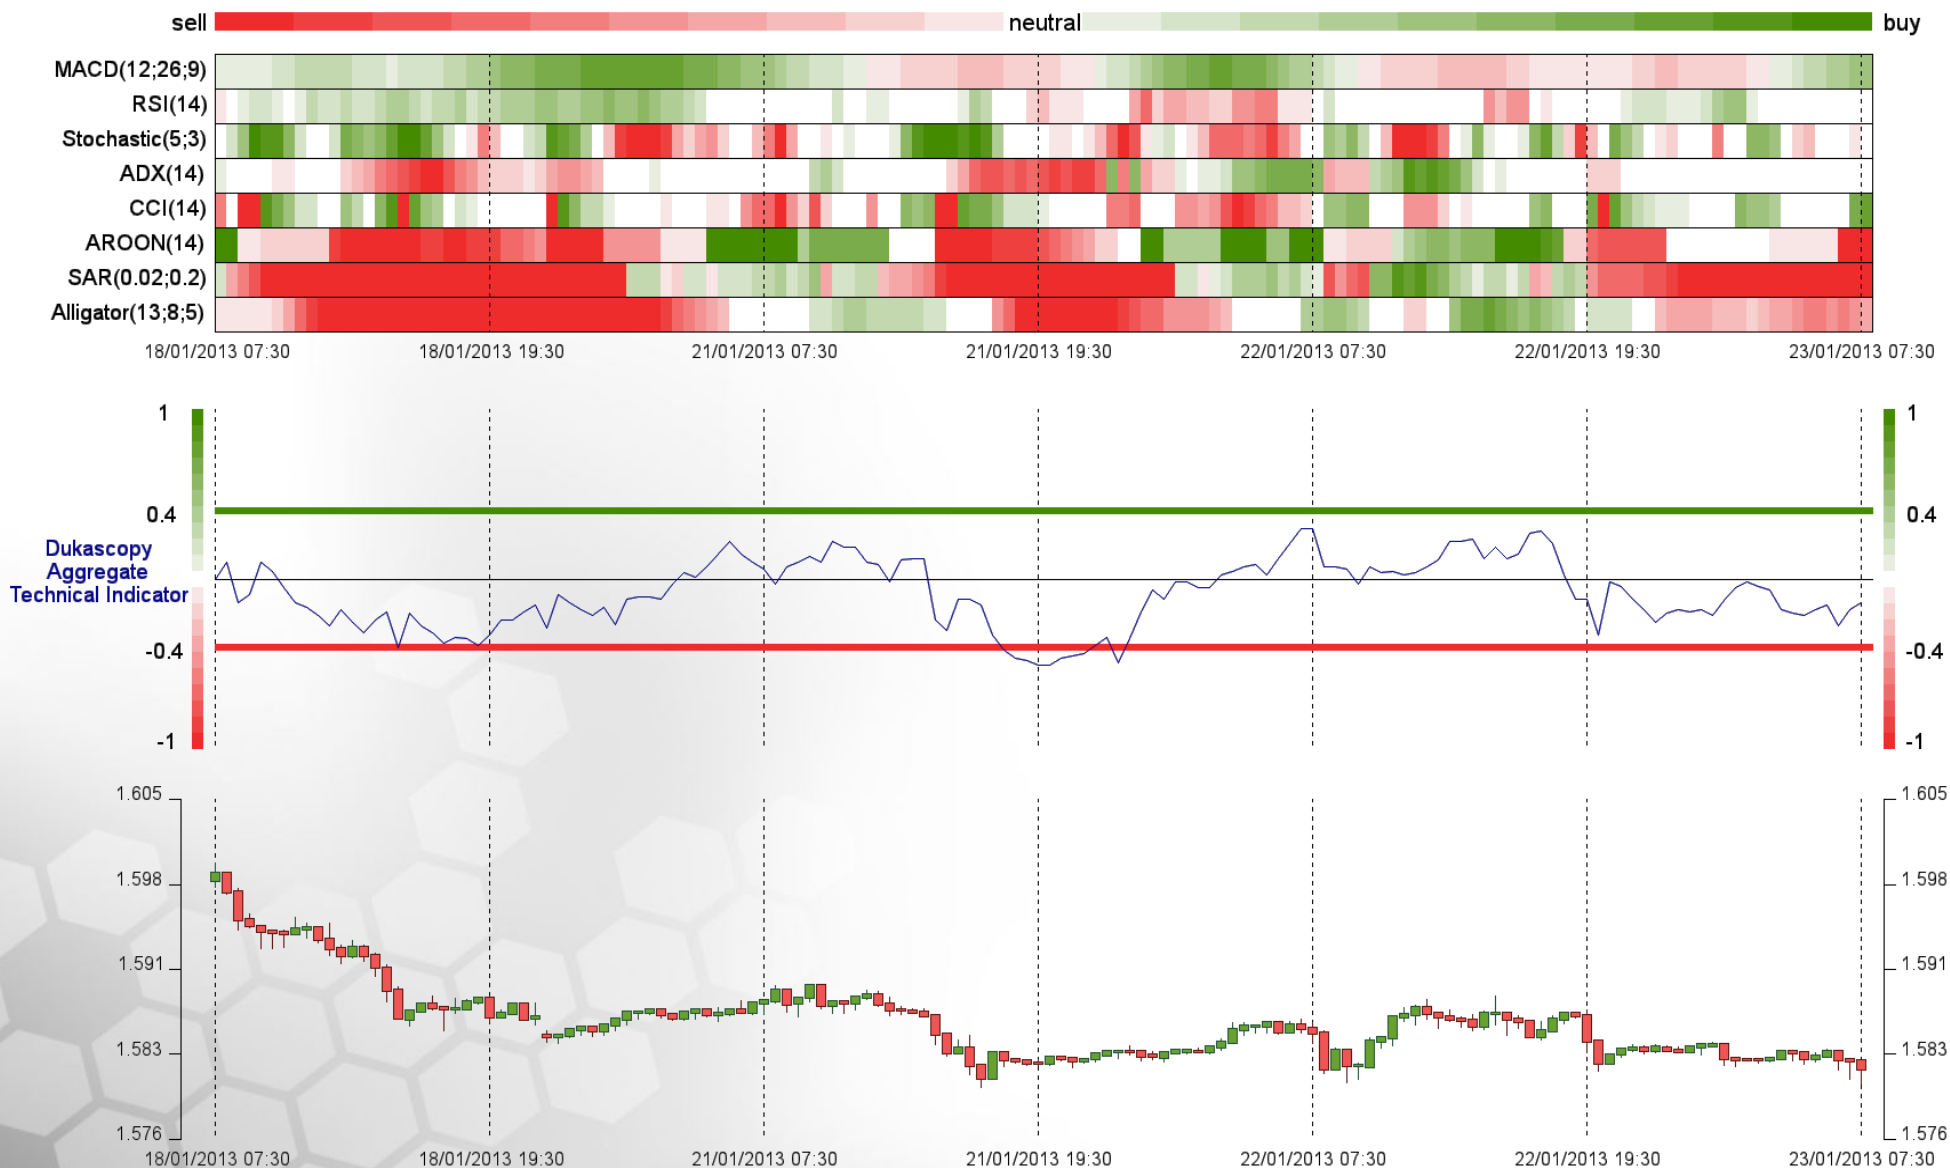 sell neutral buy
MACD(12;26;9)
RSI(14)
Stochastic(5;3)
ADX(14)
CCI(14)
AROON(14)
SAR(0.02;0.2)
Alligator(13;8;5)
18/01/2013 07:30 18/01/2013 19:30 21/01/2013 07:30 21/01/2013 19:30 22/01/2013 07:30 22/01/2013 19:30 23/01/2013 07:30
1 1
0.4 0.4
Dukascopy
Aggregate
Technical Indicator
-0.4 -0.4
-1 -1
1.605 1.605
1.598 1.598
1.591 1.591
1.583 1.583
1.576 1.576
18/01/2013 07:30 18/01/2013 19:30 21/01/2013 07:30 21/01/2013 19:30 22/01/2013 07:30 22/01/2013 19:30 23/01/2013 07:30